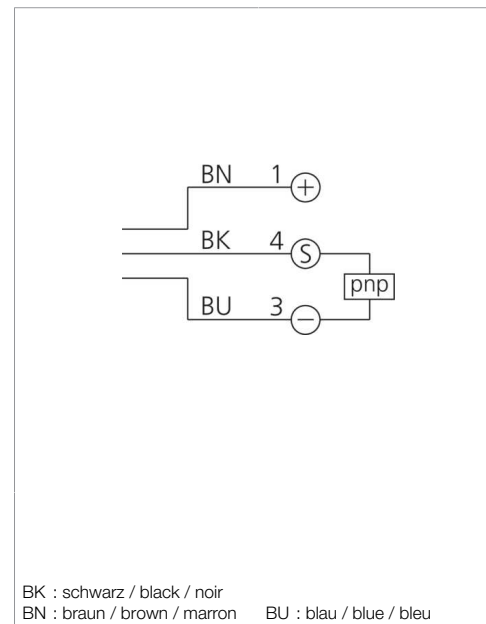 BN 1 +
BK 4 S
pnp
BU 3 −
BK : schwarz / black / noir
BN : braun / brown / marron BU : blau / blue / bleu